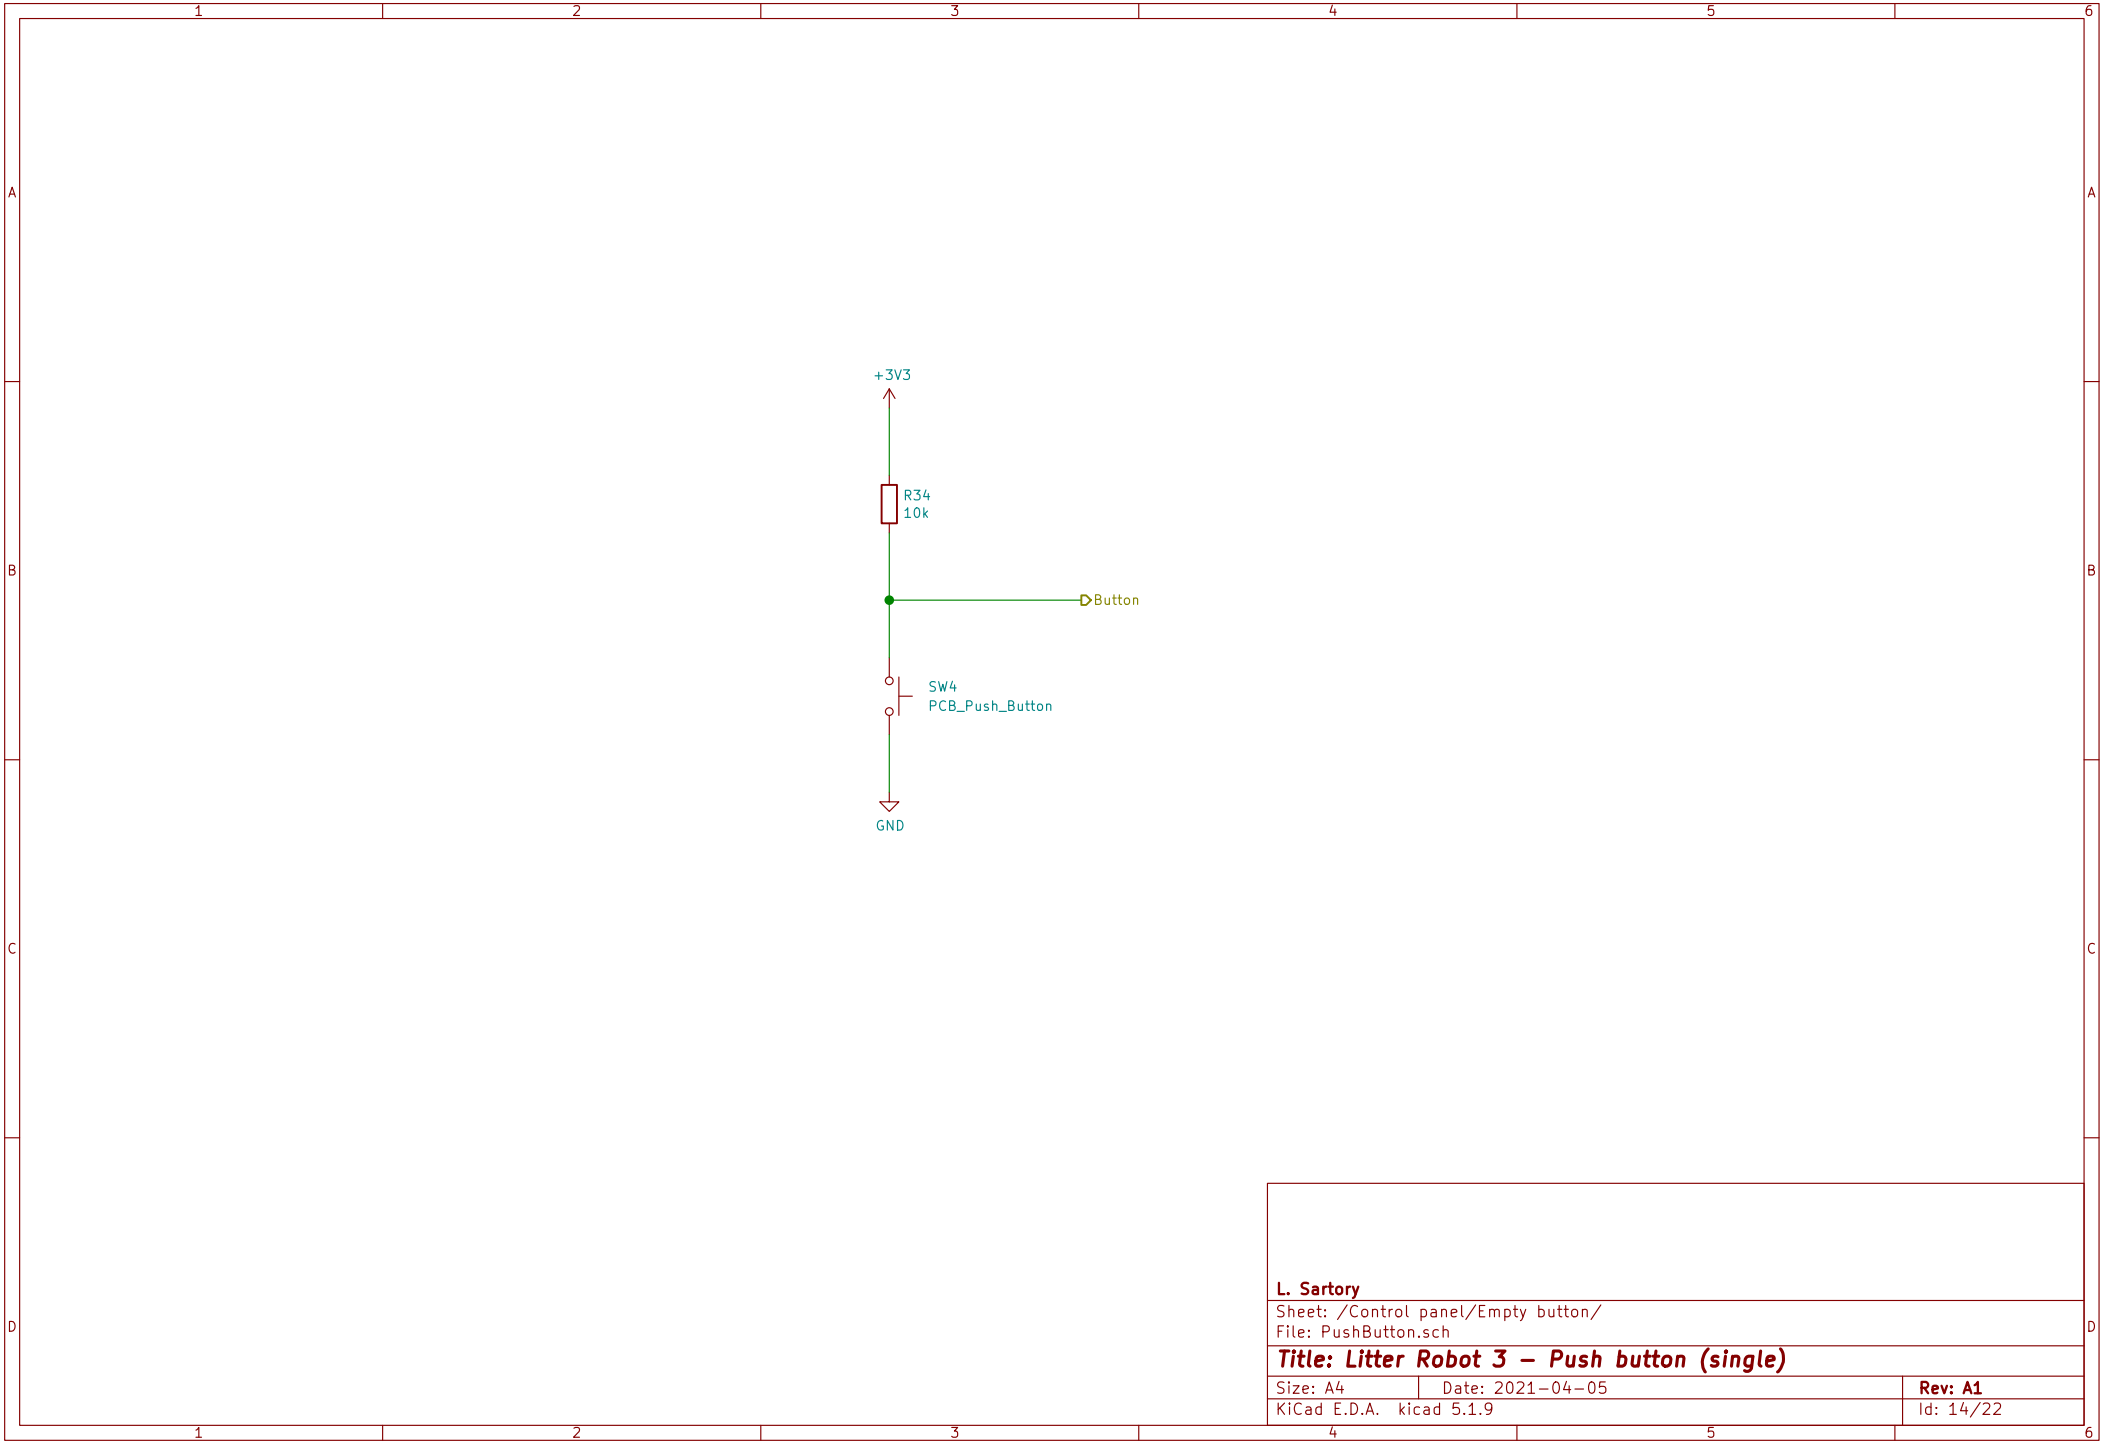 1 2 3 4 5 6
A A
+3V3
R34
10k
B B
Button
SW4
PCB_Push_Button
GND
C C
L. Sartory
Sheet: /Control panel/Empty button/
File: PushButton.sch
D D
Title: Litter Robot 3 – Push button (single)
Size: A4 Date: 2021-04-05 Rev: A1
KiCad E.D.A. kicad 5.1.9 Id: 14/22
1 2 3 4 5 6